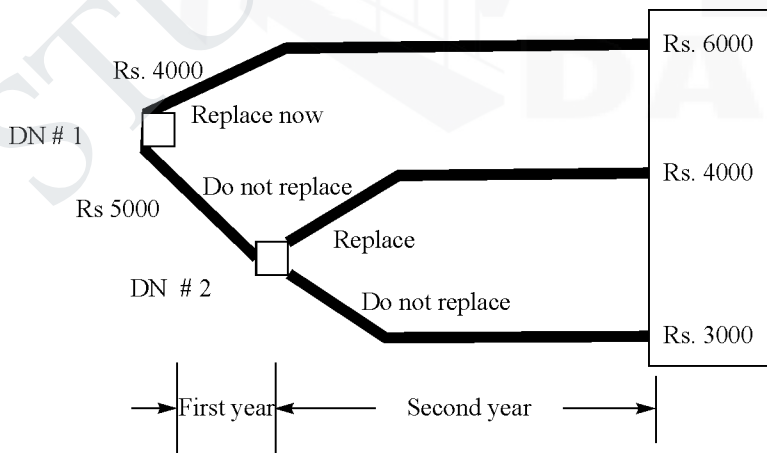 Rs. 6000
Rs. 4000
Replace now
DN # 1
Do not replace
Rs. 4000
Rs 5000
Replace
DN # 2
Do not replace
Rs. 3000
First year
Second year